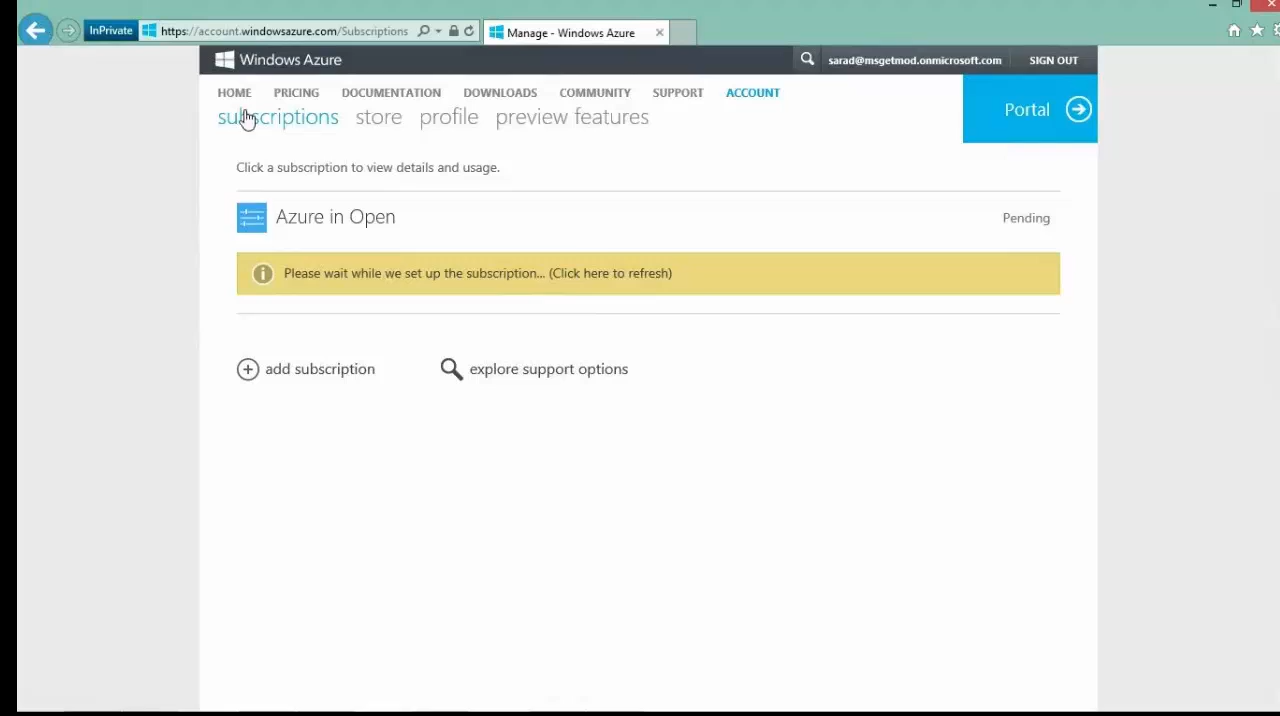 InPrivate https://account.windowsazure.com/Subscriptions Manage - Windows Azure
Windows Azure sarad@msgetmod.onmicrosoft.com SIGN OUT
HOME PRICING DOCUMENTATION DOWNLOADS COMMUNITY SUPPORT ACCOUNT
subscriptions store profile preview features Portal
Click a subscription to view details and usage.
Azure in Open Pending
Please wait while we set up the subscription... (Click here to refresh)
add subscription explore support options